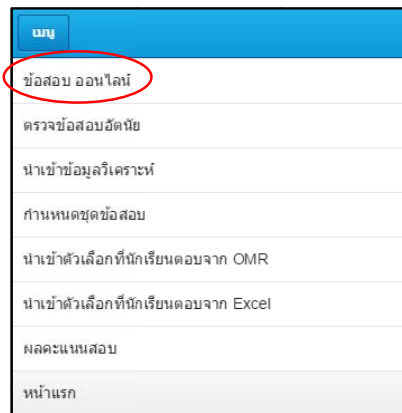 เมนู
ข้อสอบ ออนไลน์
ตรวจข้อสอบอัตนัย
นำเข้าข้อมูลวิเคราะห์
กำหนดชุดข้อสอบ
นำเข้าตัวเลือกที่นักเรียนตอบจาก OMR
นำเข้าตัวเลือกที่นักเรียนตอบจาก Excel
ผลคะแนนสอบ
หน้าแรก